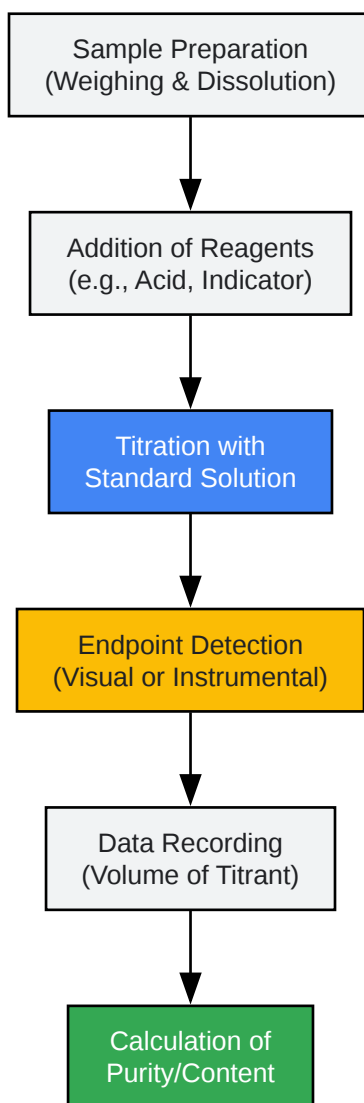 Sample Preparation
(Weighing & Dissolution)
Addition of Reagents
(e.g., Acid, Indicator)
Titration with
Standard Solution
Endpoint Detection
(Visual or Instrumental)
Data Recording
(Volume of Titrant)
Calculation of
Purity/Content